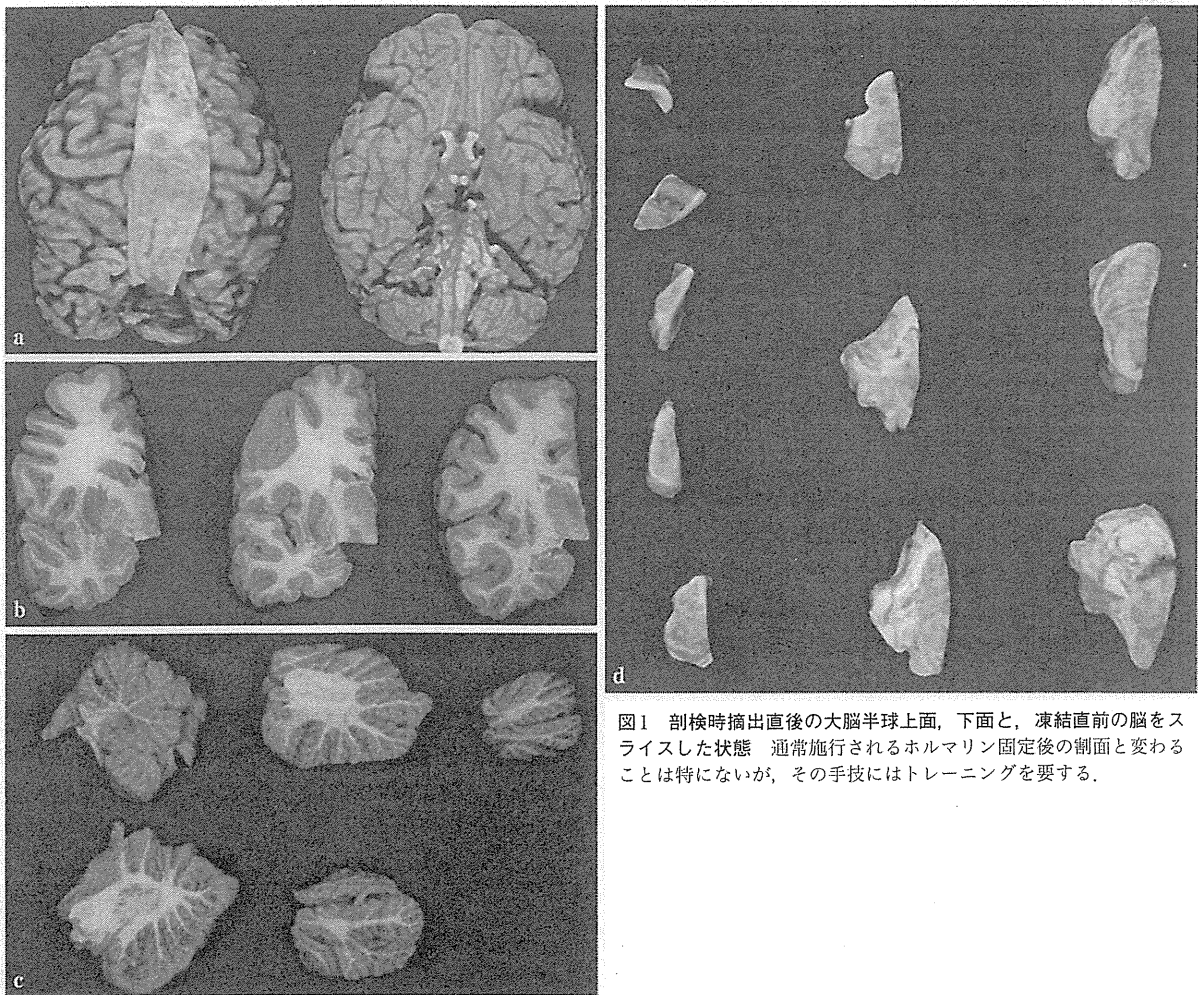 a
b
c
d
図1 剖検時摘出直後の大脳半球上面,下面と,凍結直前の脳をス
ライスした状態 通常施行されるホルマリン固定後の割面と変わる
ことは特にないが,その手技にはトレーニングを要する.